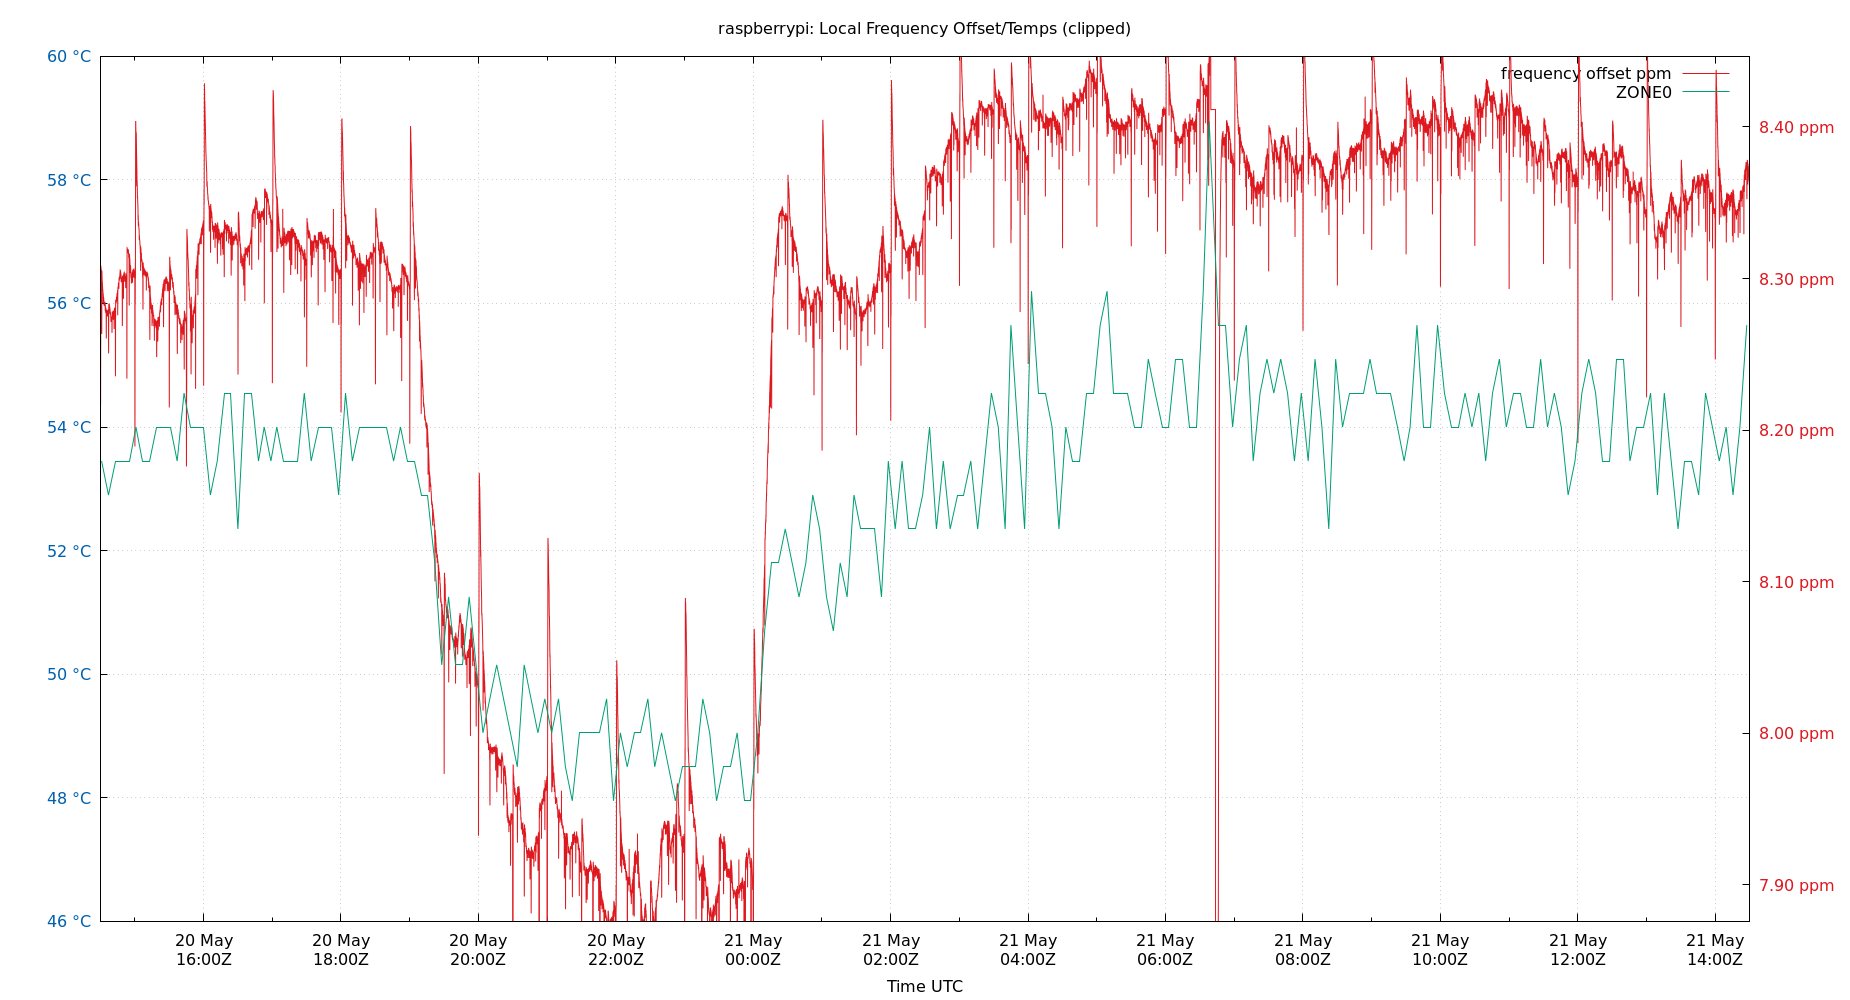 raspberrypi: Local Frequency Offset/Temps (clipped)
60 °C
58 °C
56 °C
54 °C
52 °C
50 °C
48 °C
46 °C
frequency offset ppm
ZONE0
8.40 ppm
8.30 ppm
8.20 ppm
8.10 ppm
8.00 ppm
7.90 ppm
20 May
16:00Z
20 May
18:00Z
20 May
20:00Z
20 May
22:00Z
21 May
00:00Z
21 May
02:00Z
21 May
04:00Z
21 May
06:00Z
21 May
08:00Z
21 May
10:00Z
21 May
12:00Z
21 May
14:00Z
Time UTC